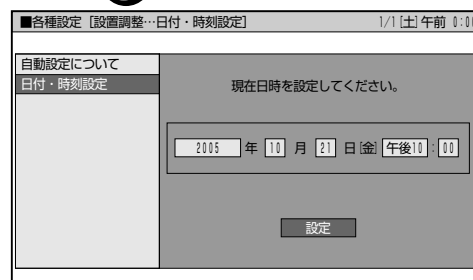 ■各種設定［設置調整…日付・時刻設定］ 1/1［土］午前 0:0
自動設定について
日付・時刻設定
現在日時を設定してください。
2005 年 10 月 21 日［金］午後10：00
設定